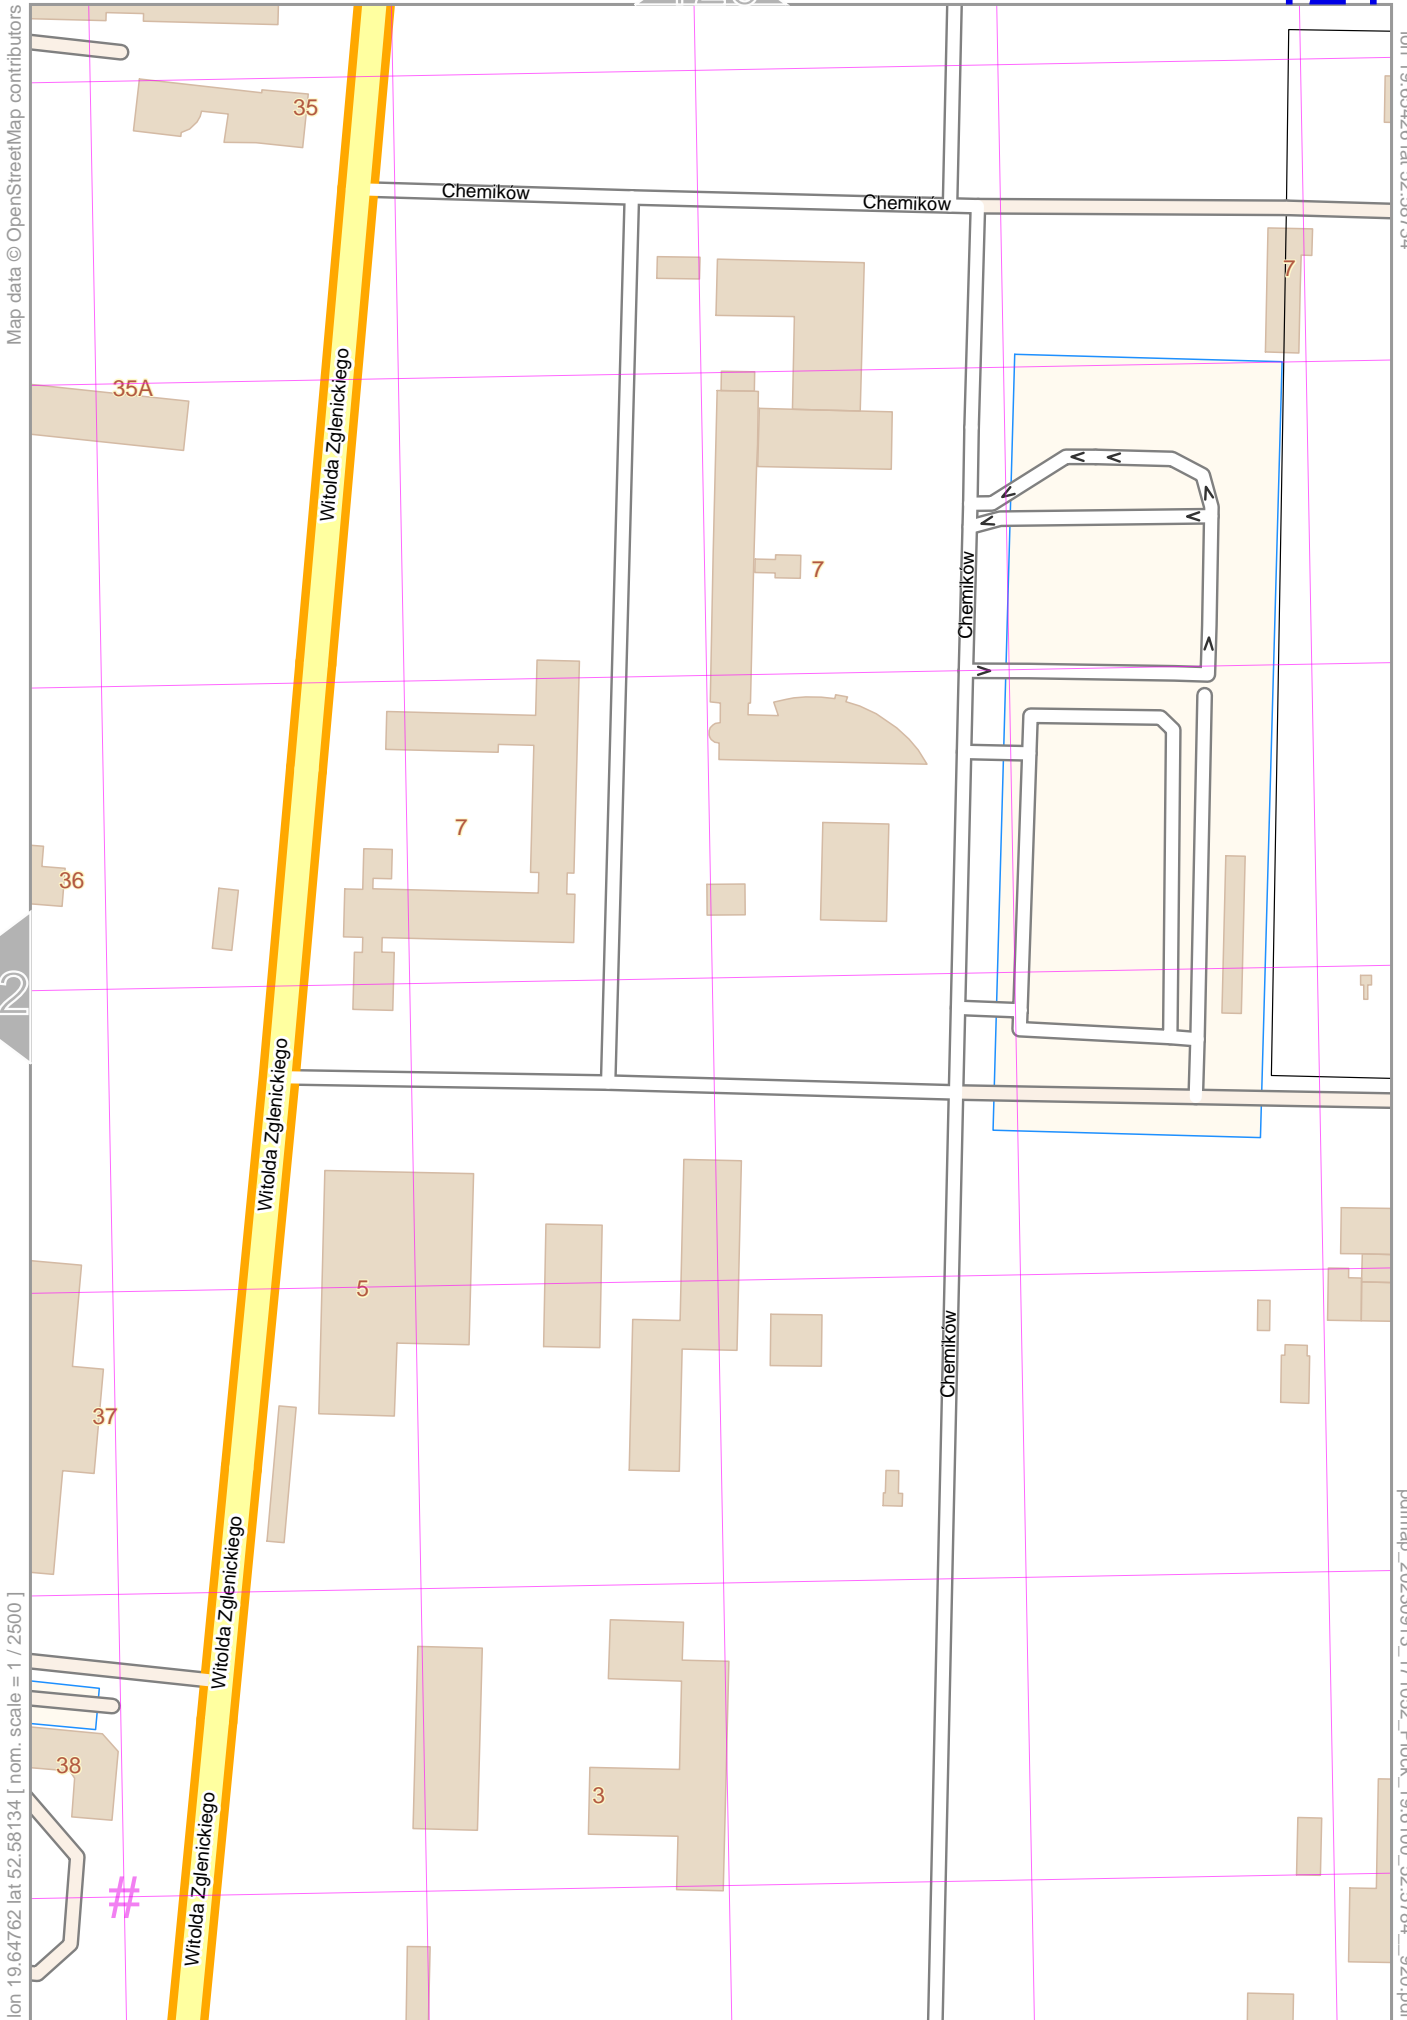 Map data © OpenStreetMap contributors
35
Chemików
Chemików
7
35A
Witolda Zglenickiego
7
Chemików
7
36
2
Witolda Zglenickiego
5
Chemików
37
Witolda Zglenickiego
38
3
Witolda Zglenickiego
#
lon 19.64762 lat 52.58134 [ nom. scale = 1 / 2500 ]